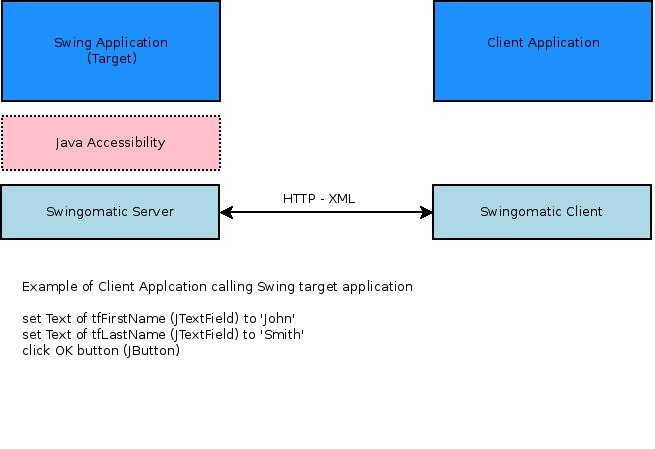 Swing Application
(Target)
Client Application
Java Accessibility
HTTP - XML
Swingomatic Server
Swingomatic Client
Example of Client Applcation calling Swing target application
set Text of tfFirstName (JTextField) to 'John'
set Text of tfLastName (JTextField) to 'Smith'
click OK button (JButton)